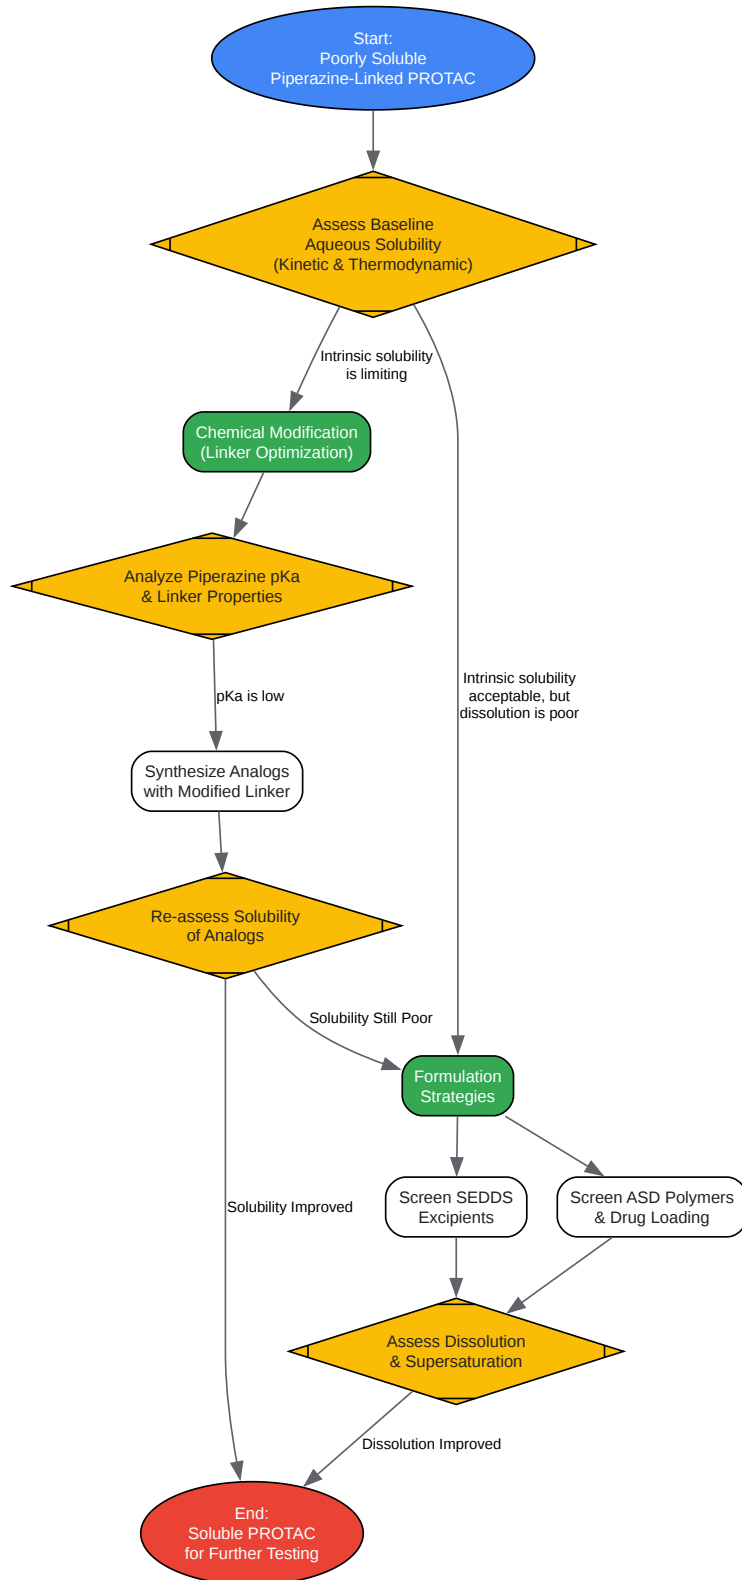 Start:
Poorly Soluble
Piperazine-Linked PROTAC
Assess Baseline
Aqueous Solubility
(Kinetic & Thermodynamic)
Intrinsic solubility
is limiting
Chemical Modification
(Linker Optimization)
Analyze Piperazine pKa
& Linker Properties
Intrinsic solubility
acceptable, but
dissolution is poor
pKa is low
Synthesize Analogs
with Modified Linker
Re-assess Solubility
of Analogs
Solubility Still Poor
Formulation
Strategies
Screen SEDDS
Excipients
Screen ASD Polymers
& Drug Loading
Solubility Improved
Assess Dissolution
& Supersaturation
Dissolution Improved
End:
Soluble PROTAC
for Further Testing